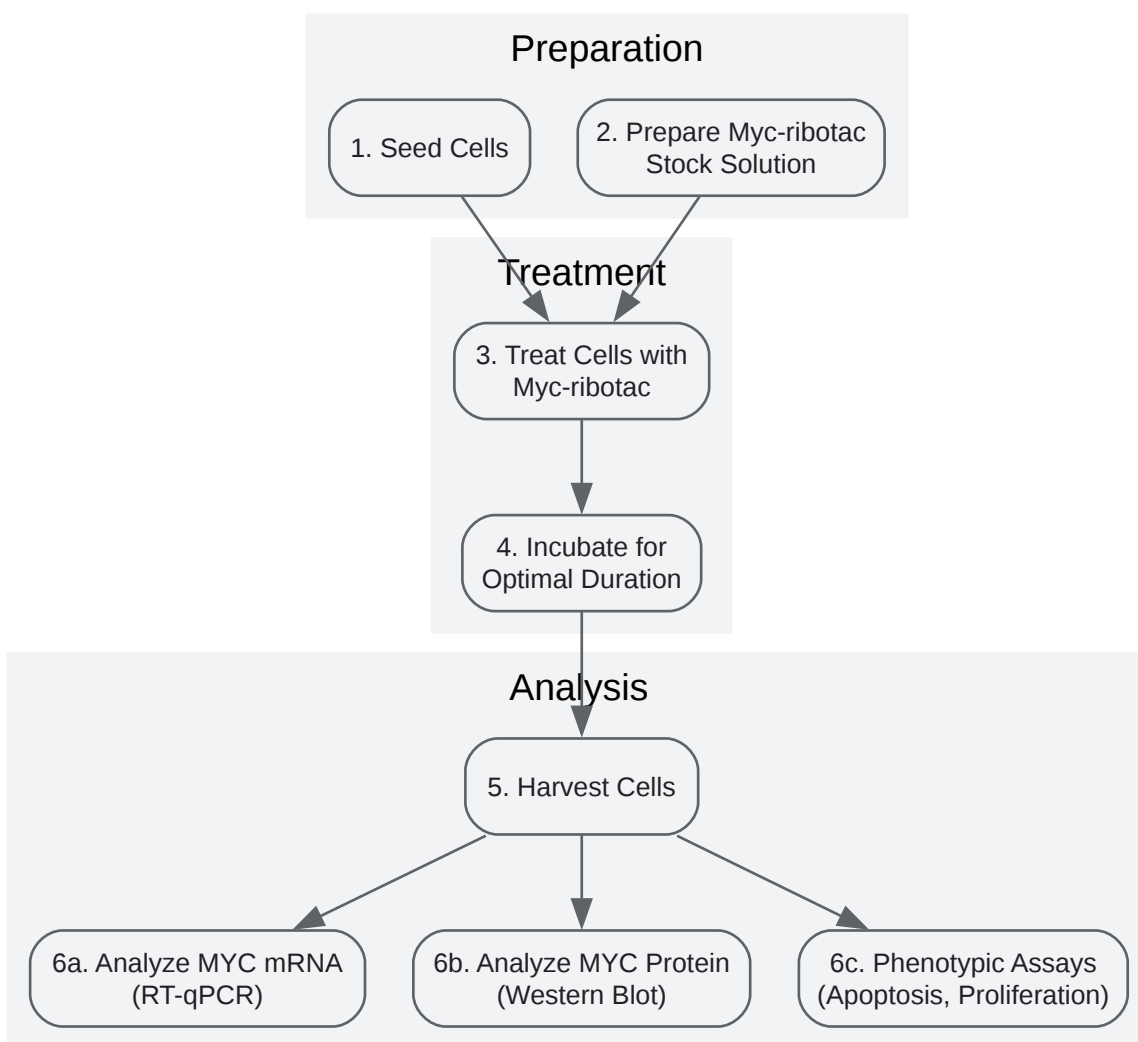 Preparation
1. Seed Cells
2. Prepare Myc-ribotac
Stock Solution
Treatment
3. Treat Cells with
Myc-ribotac
4. Incubate for
Optimal Duration
Analysis
5. Harvest Cells
6a. Analyze MYC mRNA
(RT-qPCR)
6b. Analyze MYC Protein
(Western Blot)
6c. Phenotypic Assays
(Apoptosis, Proliferation)